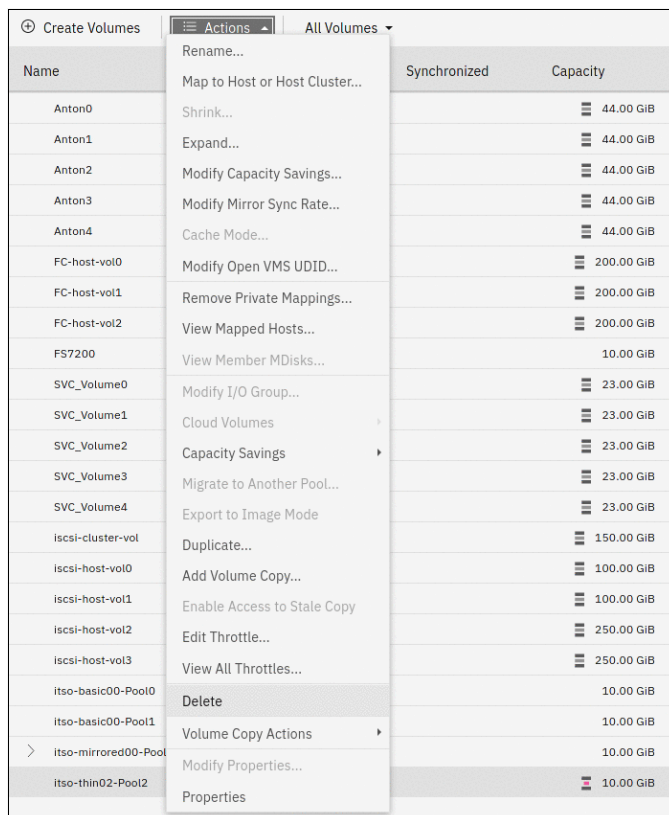 Create Volumes Actions All Volumes
Name Synchronized Capacity
Rename...
Map to Host or Host Cluster...
Shrink...
Expand...
Modify Capacity Savings...
Modify Mirror Sync Rate...
Cache Mode...
Modify Open VMS UDID...
Remove Private Mappings...
View Mapped Hosts...
View Member MDisks...
Modify I/O Group...
Cloud Volumes
Capacity Savings
Migrate to Another Pool...
Export to Image Mode
Duplicate...
Add Volume Copy...
Enable Access to Stale Copy
Edit Throttle...
View All Throttles...
Delete
Volume Copy Actions
Modify Properties...
Properties
Anton0 44.00 GiB
Anton1 44.00 GiB
Anton2 44.00 GiB
Anton3 44.00 GiB
Anton4 44.00 GiB
FC-host-vol0 200.00 GiB
FC-host-vol1 200.00 GiB
FC-host-vol2 200.00 GiB
FS7200 10.00 GiB
SVC_Volume0 23.00 GiB
SVC_Volume1 23.00 GiB
SVC_Volume2 23.00 GiB
SVC_Volume3 23.00 GiB
SVC_Volume4 23.00 GiB
iscsi-cluster-vol 150.00 GiB
iscsi-host-vol0 100.00 GiB
iscsi-host-vol1 100.00 GiB
iscsi-host-vol2 250.00 GiB
iscsi-host-vol3 250.00 GiB
itso-basic00-Pool0 10.00 GiB
itso-basic00-Pool1 10.00 GiB
itso-mirrored00-Pool 10.00 GiB
itso-thin02-Pool2 10.00 GiB